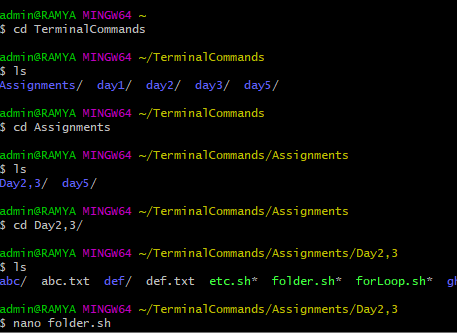 admin@RAMYA MINGW64 ~
$ cd TerminalCommands
admin@RAMYA MINGW64 ~/TerminalCommands
$ ls
Assignments/ day1/ day2/ day3/ day5/
admin@RAMYA MINGW64 ~/TerminalCommands
$ cd Assignments
admin@RAMYA MINGW64 ~/TerminalCommands/Assignments
$ ls
Day2,3/ day5/
admin@RAMYA MINGW64 ~/TerminalCommands/Assignments
$ cd Day2,3/
admin@RAMYA MINGW64 ~/TerminalCommands/Assignments/Day2,3
$ ls
abc/ abc.txt def/ def.txt etc.sh* folder.sh* forLoop.sh*
admin@RAMYA MINGW64 ~/TerminalCommands/Assignments/Day2,3
$ nano folder.sh